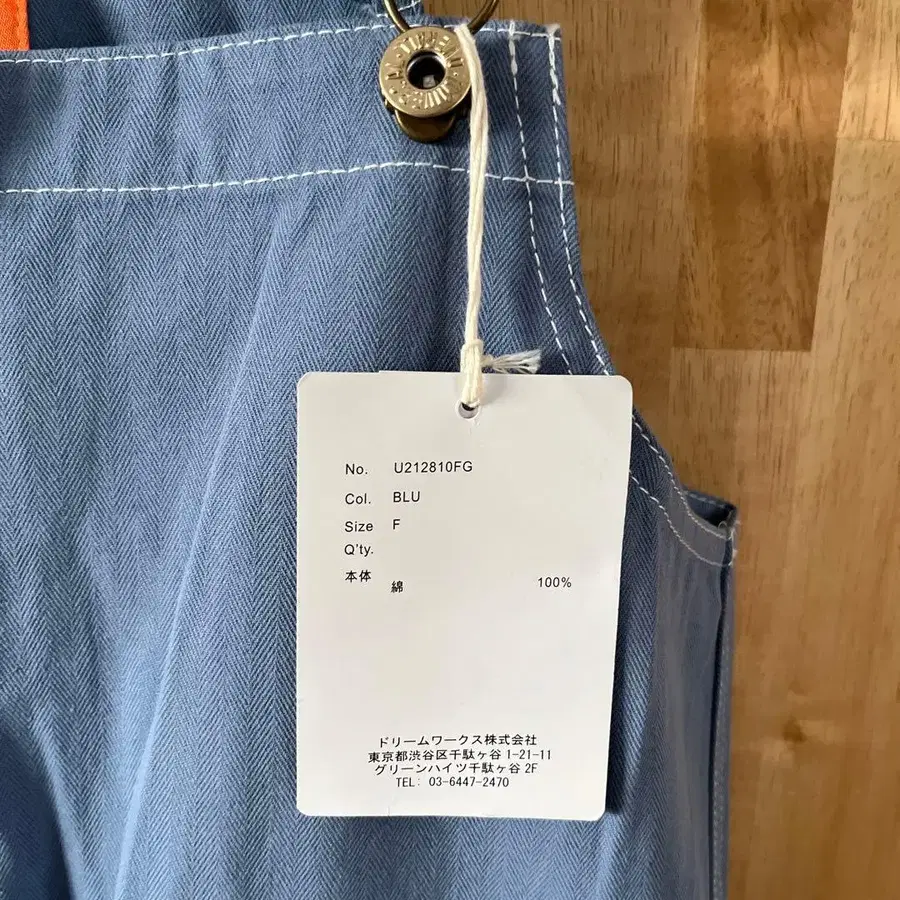 No. U212810FG
Col. BLU
Size F
Q'ty.
本体 綿 100%
ドリームワークス株式会社
東京都渋谷区千駄ヶ谷 1-21-11
グリーンハイツ千駄ヶ谷 2F
TEL: 03-6447-2470